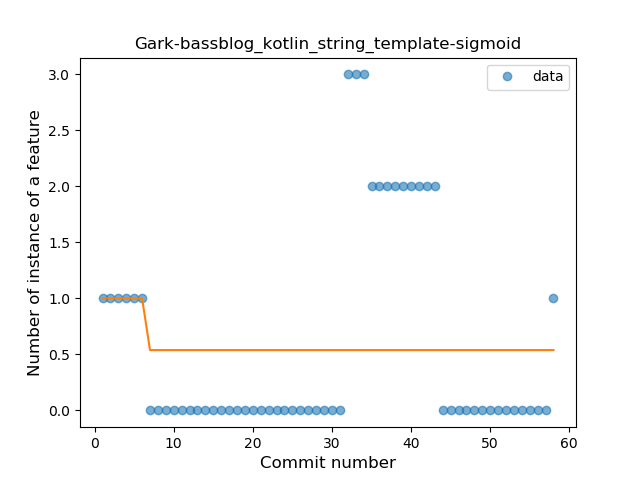 Gark-bassblog_kotlin_string_template-sigmoid
data
Number of instance of a feature
3.0
2.5
2.0
1.5
1.0
0.5
0.0
0 10 20 30 40 50 60
Commit number